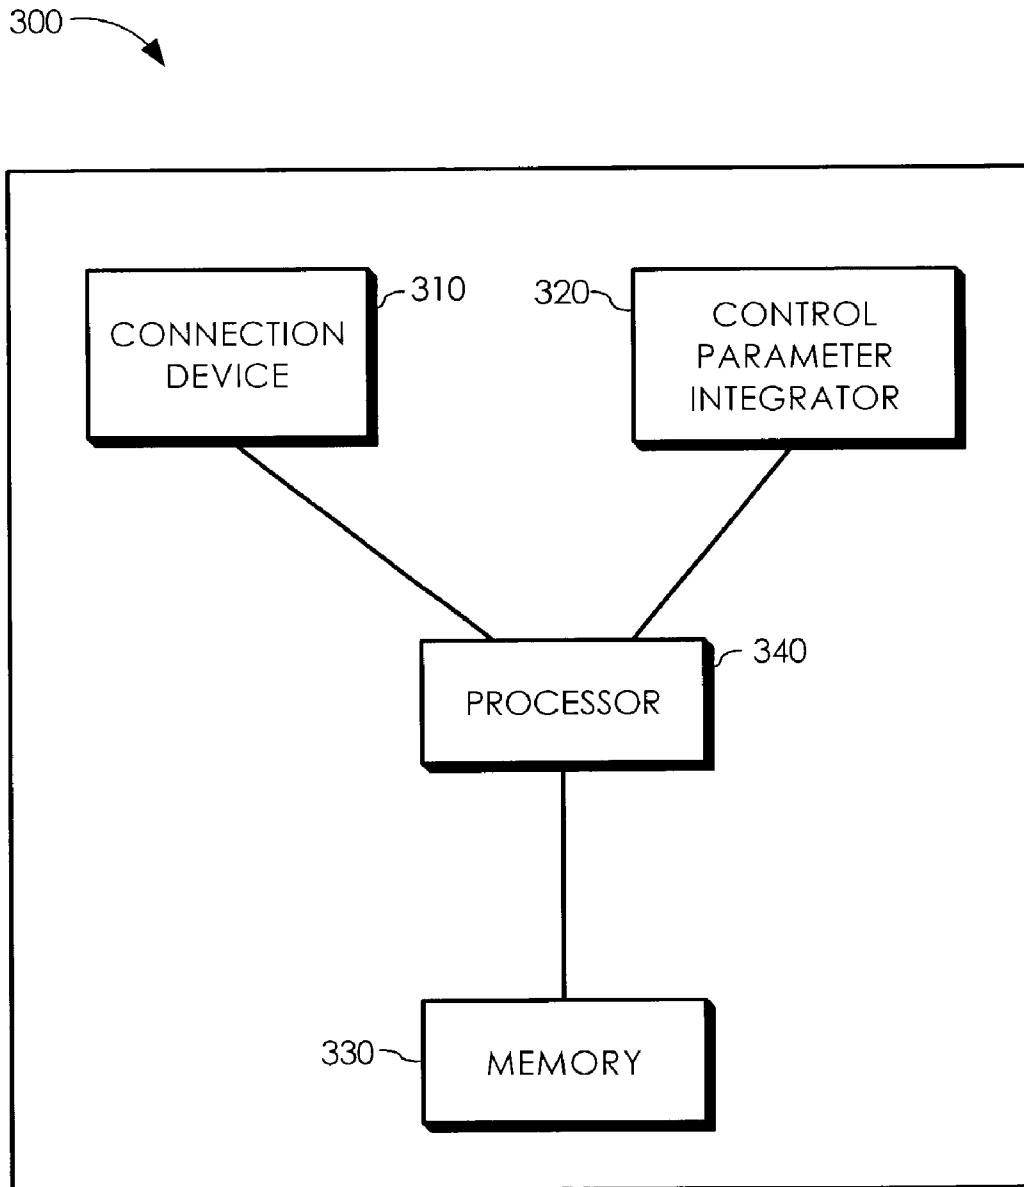 300
310
320
CONNECTION
DEVICE
CONTROL
PARAMETER
INTEGRATOR
340
PROCESSOR
330
MEMORY